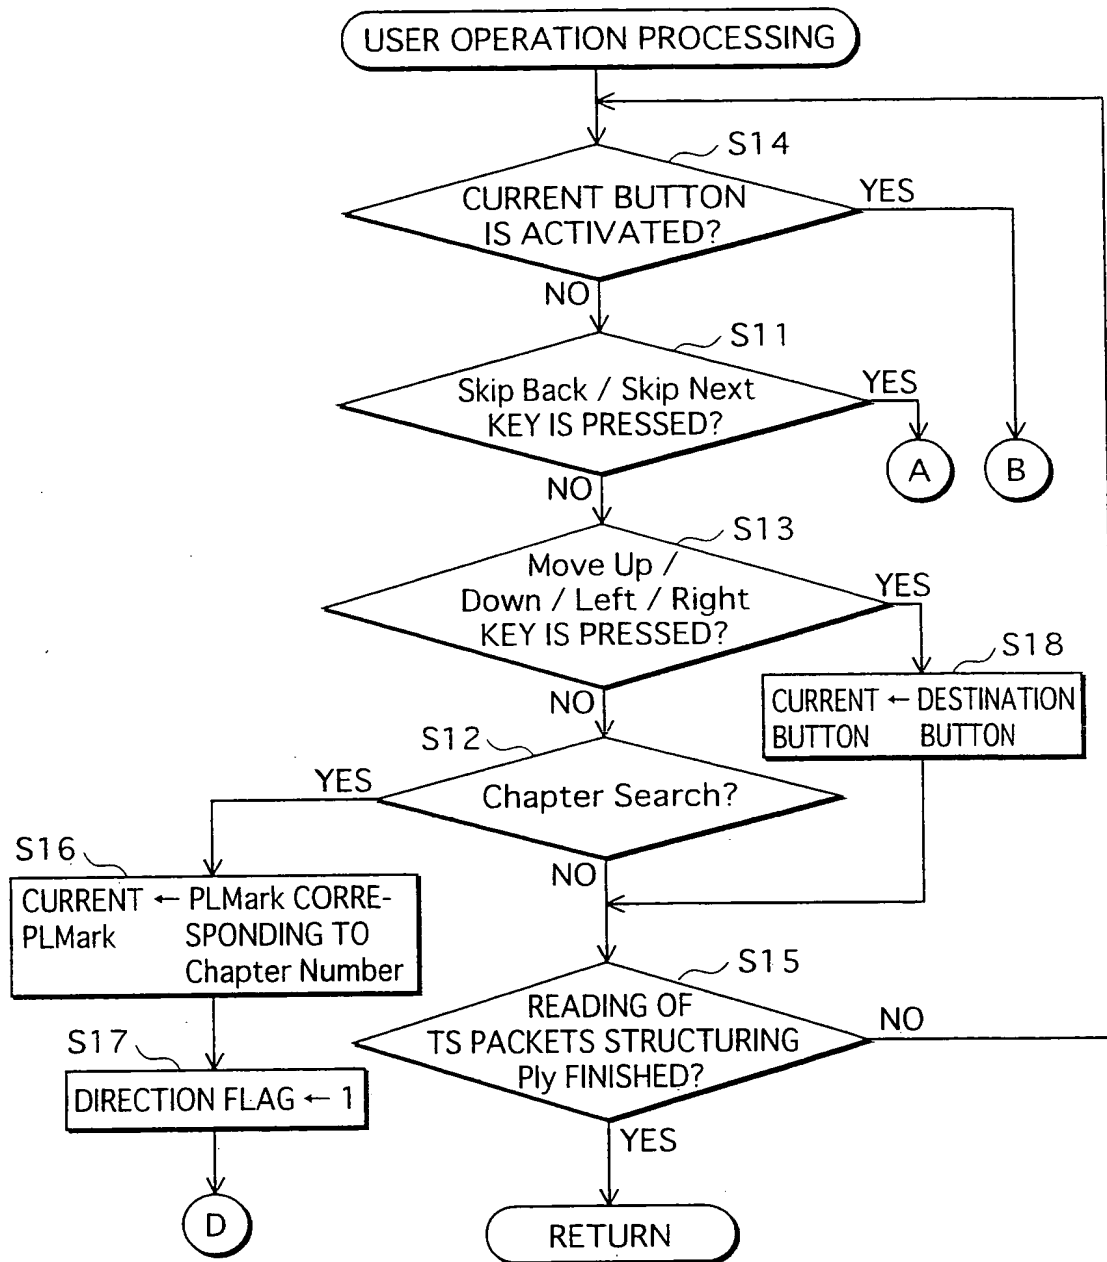 USER OPERATION PROCESSING
S14
CURRENT BUTTON
IS ACTIVATED?
YES
NO
S11
Skip Back / Skip Next
KEY IS PRESSED?
YES
A
B
NO
S13
Move Up /
Down / Left / Right
KEY IS PRESSED?
YES
S18
CURRENT ← DESTINATION
BUTTON BUTTON
NO
S12
Chapter Search?
YES
NO
S16
CURRENT ← PLMark CORRE-
PLMark SPONDING TO
Chapter Number
S15
READING OF
TS PACKETS STRUCTURING
Ply FINISHED?
NO
S17
DIRECTION FLAG ← 1
YES
D
RETURN